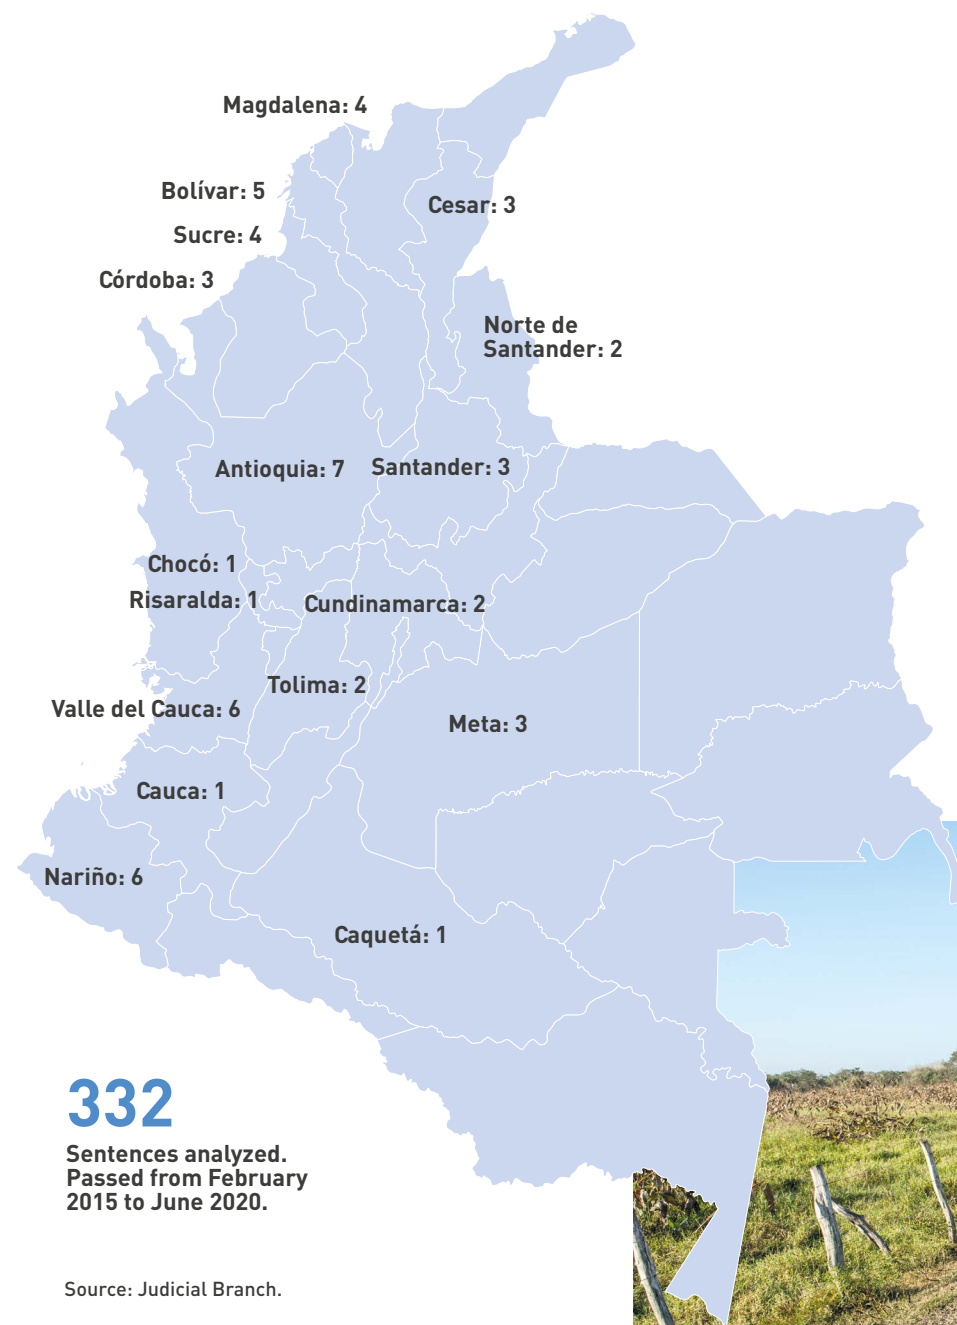 Magdalena: 4
Bolívar: 5
Cesar: 3
Sucre: 4
Córdoba: 3
Norte de
Santander: 2
Antioquia: 7
Santander: 3
Chocó: 1
Risaralda: 1
Cundinamarca: 2
Tolima: 2
Valle del Cauca: 6
Meta: 3
Cauca: 1
Nariño: 6
Caquetá: 1
332
Sentences analyzed.
Passed from February
2015 to June 2020.
Source: Judicial Branch.